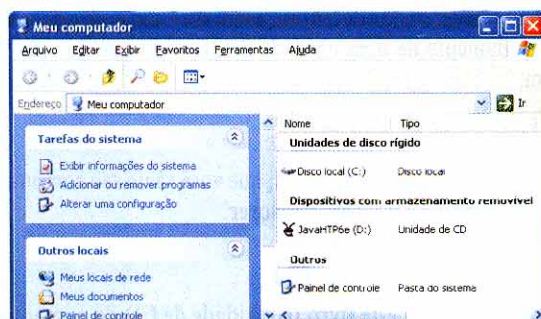 Meu computador
Arquivo Editar Exibir Favoritos Ferramentas Ajuda
Endereço Meu computador Ir
Tarefas do sistema
Exibir informações do sistema
Adicionar ou remover programas
Alterar uma configuração
Outros locais
Meus locais de rede
Meus documentos
Painel de controle
Nome Tipo
Unidades de disco rígido
Disco local (C:) Disco local
Dispositivos com armazenamento removível
JavaHTP6e (D:) Unidade de CD
Outros
Painel de controle Pasta do sistema